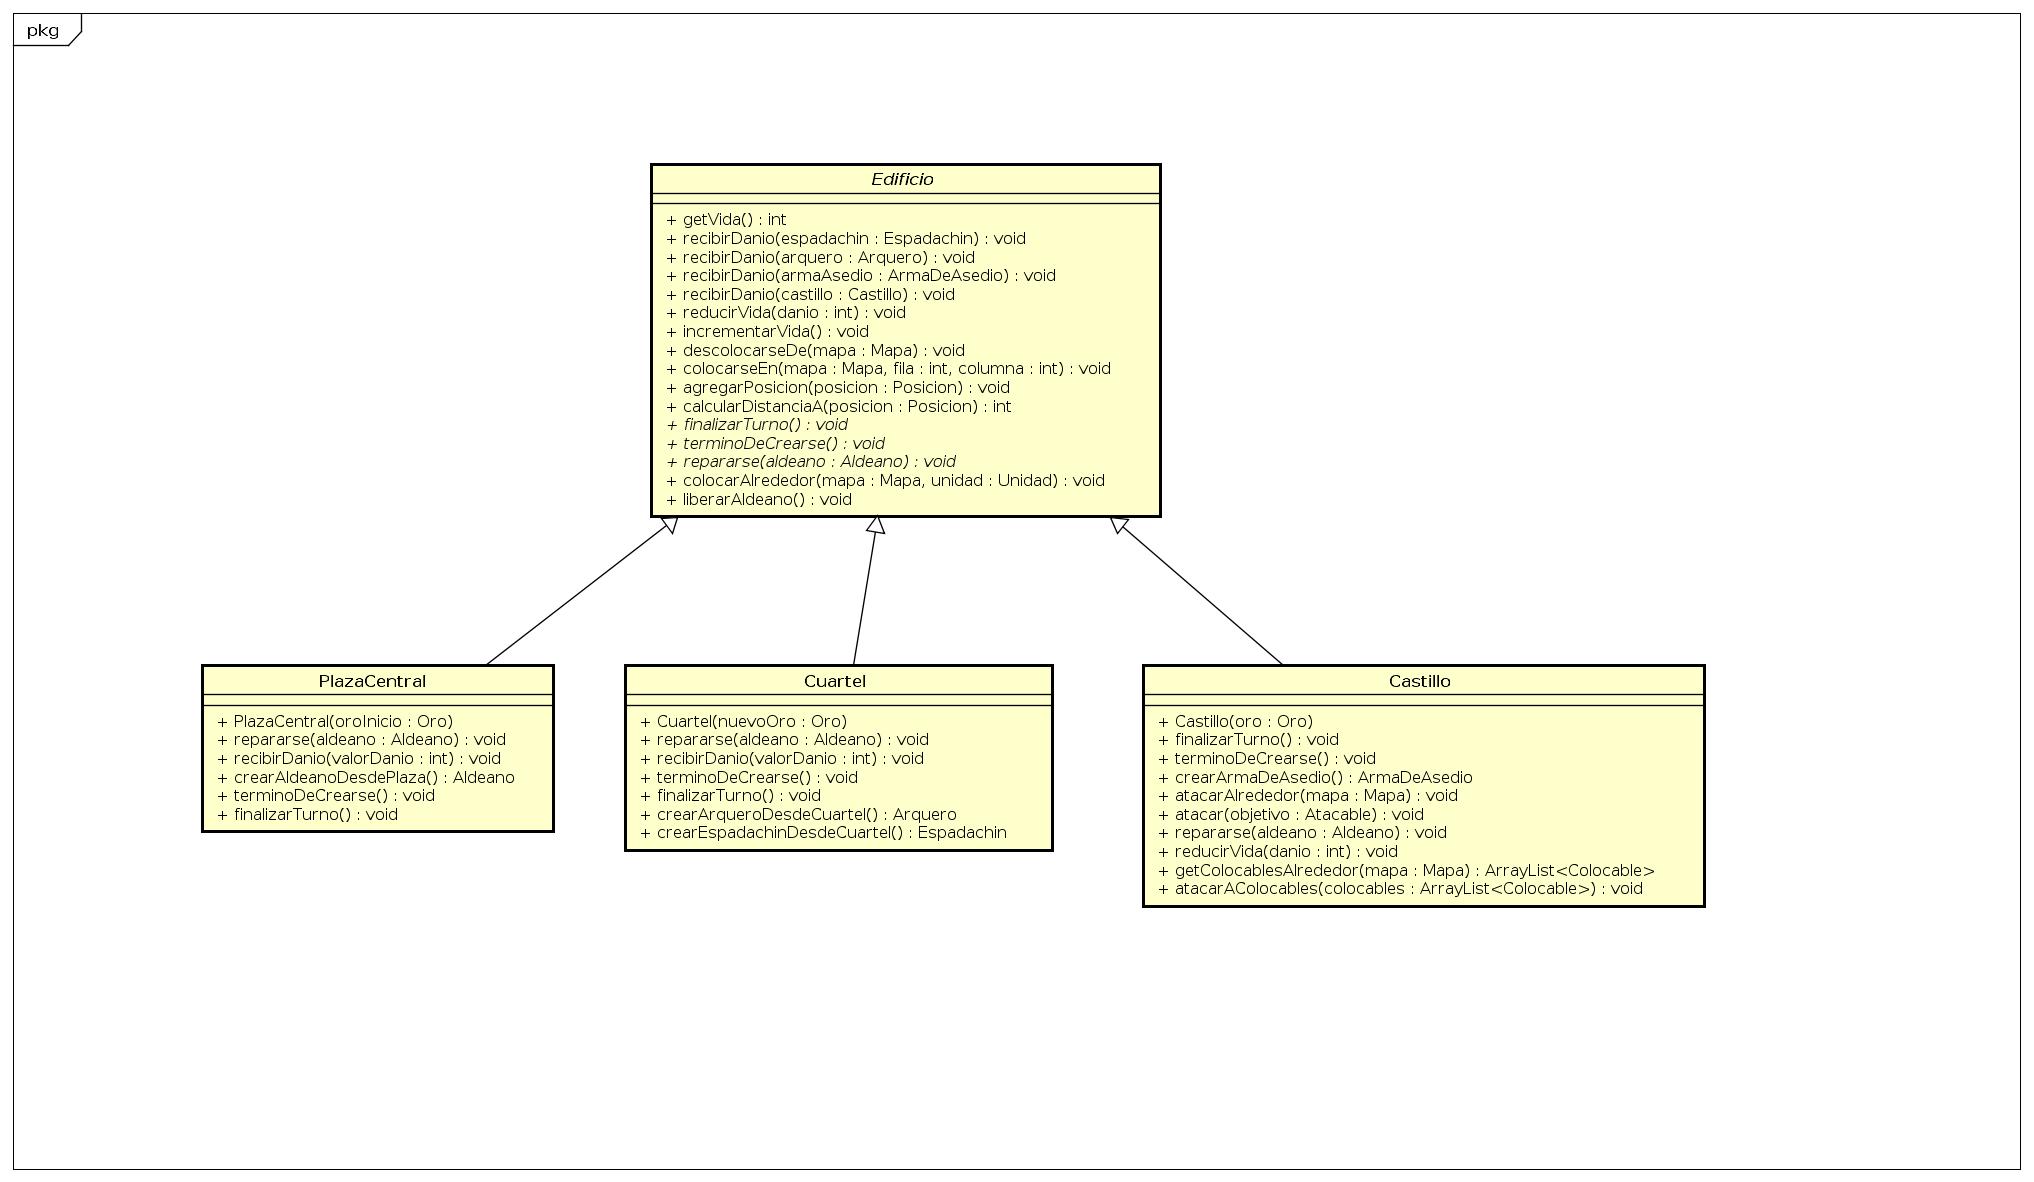 pkg
Edificio
+ getVida() : int
+ recibirDanio(espadachin : Espadachin) : void
+ recibirDanio(arquero : Arquero) : void
+ recibirDanio(armaAsedio : ArmaDeAsedio) : void
+ recibirDanio(castillo : Castillo) : void
+ reducirVida(danio : int) : void
+ incrementarVida() : void
+ descolocarseDe(mapa : Mapa) : void
+ colocarseEn(mapa : Mapa, fila : int, columna : int) : void
+ agregarPosicion(posicion : Posicion) : void
+ calcularDistanciaA(posicion : Posicion) : int
+ finalizarTurno() : void
+ terminoDeCrearse() : void
+ repararse(aldeano : Aldeano) : void
+ colocarAlrededor(mapa : Mapa, unidad : Unidad) : void
+ liberarAldeano() : void
PlazaCentral
+ PlazaCentral(oroInicio : Oro)
+ repararse(aldeano : Aldeano) : void
+ recibirDanio(valorDanio : int) : void
+ crearAldeanoDesdePlaza() : Aldeano
+ terminoDeCrearse() : void
+ finalizarTurno() : void
Cuartel
+ Cuartel(nuevoOro : Oro)
+ repararse(aldeano : Aldeano) : void
+ recibirDanio(valorDanio : int) : void
+ terminoDeCrearse() : void
+ finalizarTurno() : void
+ crearArqueroDesdeCuartel() : Arquero
+ crearEspadachinDesdeCuartel() : Espadachin
Castillo
+ Castillo(oro : Oro)
+ finalizarTurno() : void
+ terminoDeCrearse() : void
+ crearArmaDeAsedio() : ArmaDeAsedio
+ atacarAlrededor(mapa : Mapa) : void
+ atacar(objetivo : Atacable) : void
+ repararse(aldeano : Aldeano) : void
+ reducirVida(danio : int) : void
+ getColocablesAlrededor(mapa : Mapa) : ArrayList<Colocable>
+ atacarAColocables(colocables : ArrayList<Colocable>) : void